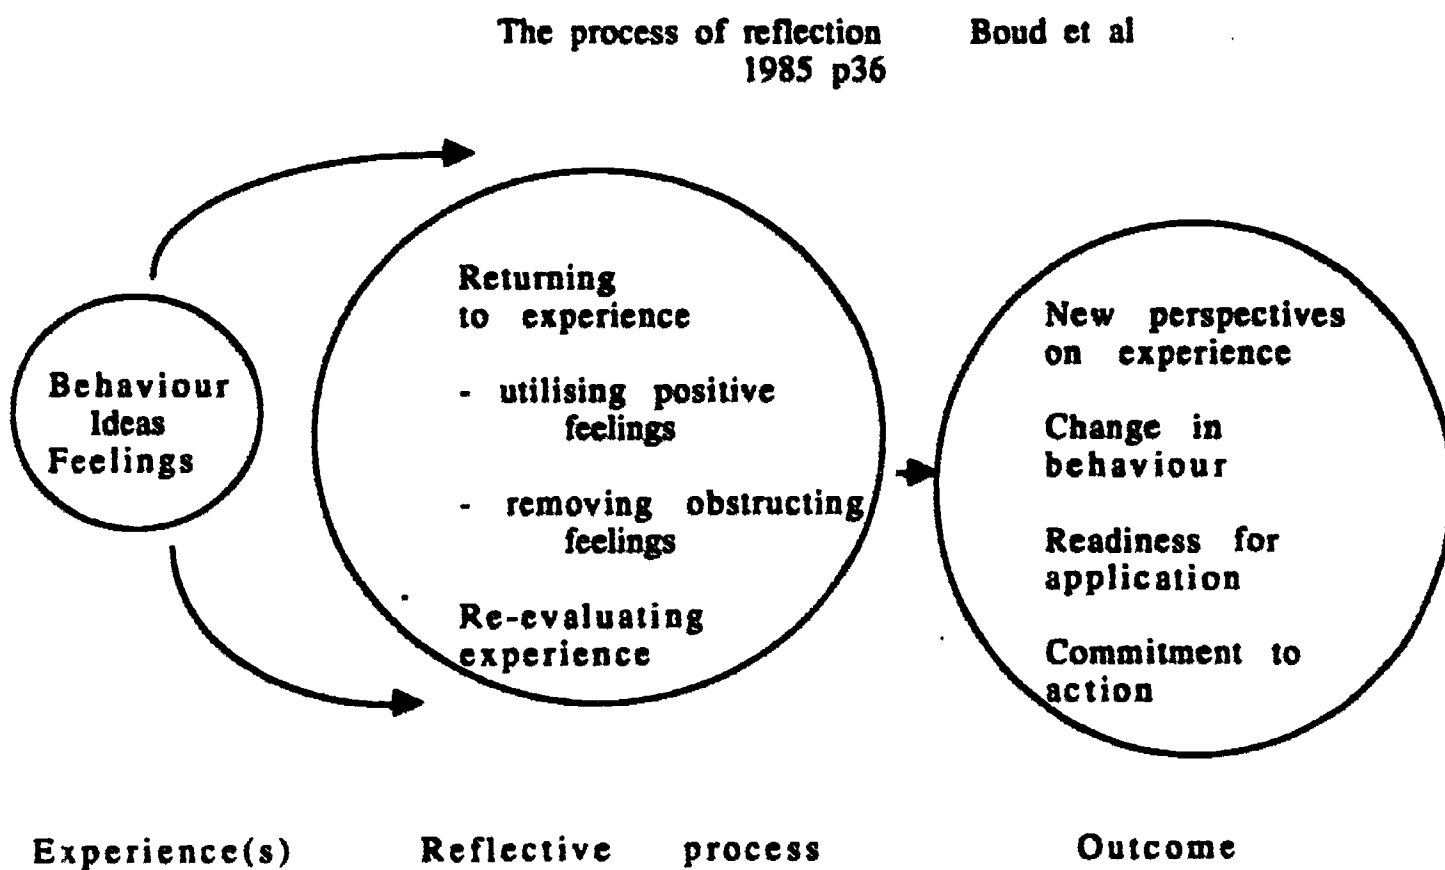 The process of reflection Boud et al
1985 p36
Behaviour
Ideas
Feelings
Returning
to experience
- utilising positive
feelings
- removing obstructing
feelings
Re-evaluating
experience
New perspectives
on experience
Change in
behaviour
Readiness for
application
Commitment to
action
Experience(s)
Reflective process
Outcome